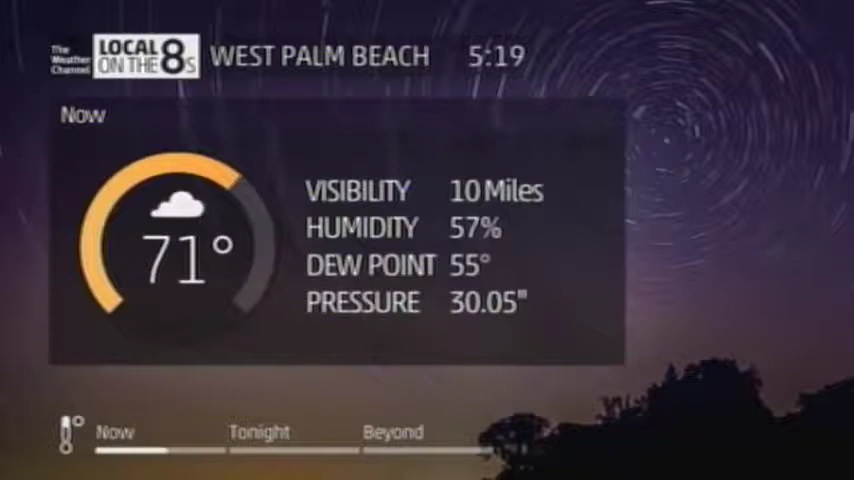 The Weather Channel
LOCAL ON THE 8s
WEST PALM BEACH 5:19
Now
71°
VISIBILITY 10 Miles
HUMIDITY 57%
DEW POINT 55°
PRESSURE 30.05"
Now Tonight Beyond